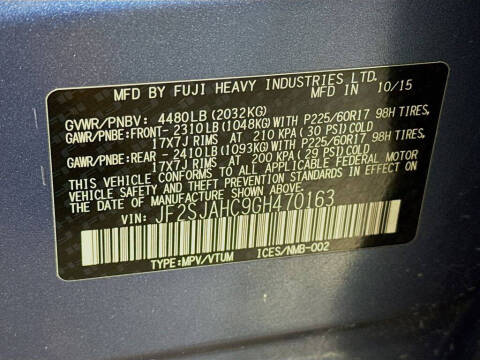 MFD BY FUJI HEAVY INDUSTRIES LTD.
MFD IN 10/15
GVWR/PNBV: 4480LB(2032KG)
GAWR/PNBE:FRONT-2310LB(1048KG)WITH P225/60R17 98H TIRES,
17X7J RIMS AT 210 KPA(30 PSI)COLD
GAWR/PNBE:REAR -2410LB(1093KG)WITH P225/60R17 98H TIRES,
17X7J RIMS AT 200 KPA(29 PSI)COLD
THIS VEHICLE CONFORMS TO ALL APPLICABLE FEDERAL MOTOR
VEHICLE SAFETY AND THEFT PREVENTION STANDARDS IN EFFECT ON
THE DATE OF MANUFACTURE SHOWN ABOVE.
VIN: JF2SJAHC9GH470163
TYPE:MPV/VTUM ICES/NMB-002